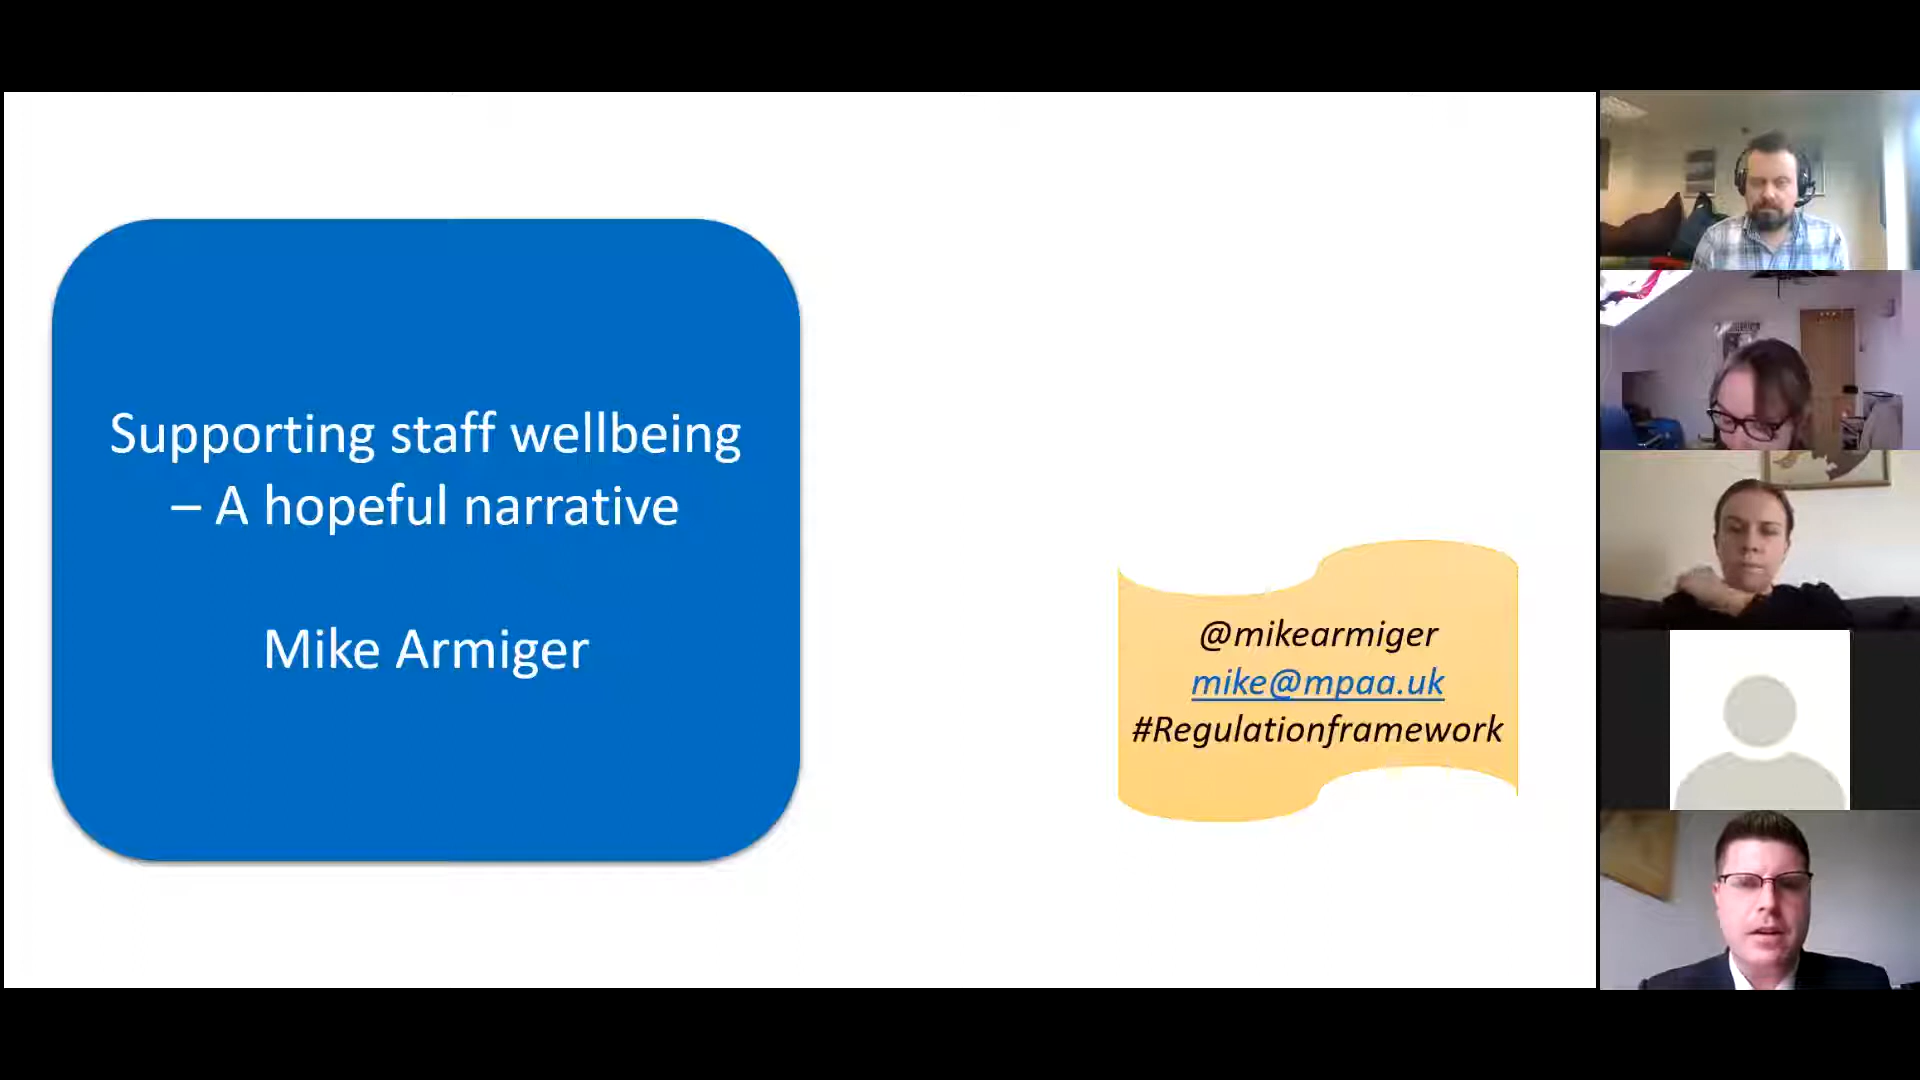 Supporting staff wellbeing
– A hopeful narrative
Mike Armiger
@mikearmiger
mike@mpaa.uk
#Regulationframework